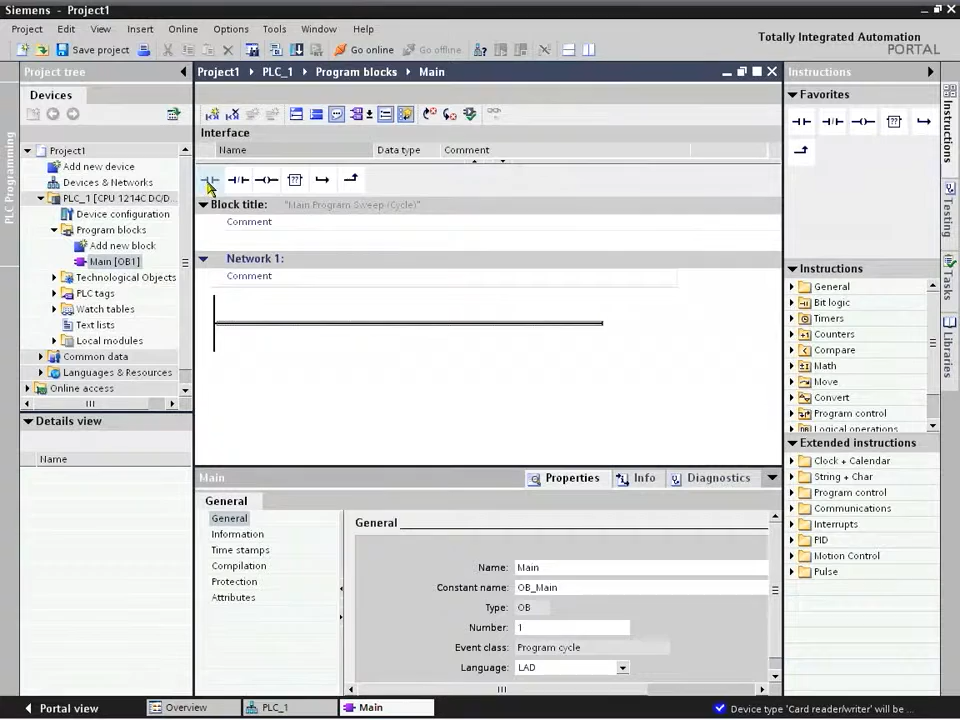 Siemens - Project1
Project Edit View Insert Online Options Tools Window Help
Totally Integrated Automation
PORTAL
Save project
Go online
Go offline
PLC Programming
Project tree
Devices
Project1
Add new device
Devices & Networks
PLC_1 [CPU 1214C DC/D...
Device configuration
Program blocks
Add new block
Main [OB1]
Technological Objects
PLC tags
Watch tables
Text lists
Local modules
Common data
Languages & Resources
Online access
Details view
Name
Project1 PLC_1 Program blocks Main
Interface
Name Data type Comment
Block title: "Main Program Sweep (Cycle)"
Comment
Network 1:
Comment
Main
Properties Info Diagnostics
General
General
Information
Time stamps
Compilation
Protection
Attributes
General
Name: Main
Constant name: OB_Main
Type: OB
Number: 1
Event class: Program cycle
Language: LAD
Instructions
Favorites
??
Instructions
General
Bit logic
Timers
Counters
Compare
Math
Move
Convert
Program control
Logical operations
Extended instructions
Clock + Calendar
String + Char
Program control
Communications
Interrupts
PID
Motion Control
Pulse
Instructions
Testing
Tasks
Libraries
Portal view
Overview
PLC_1
Main
Device type 'Card reader/writer' will be ...